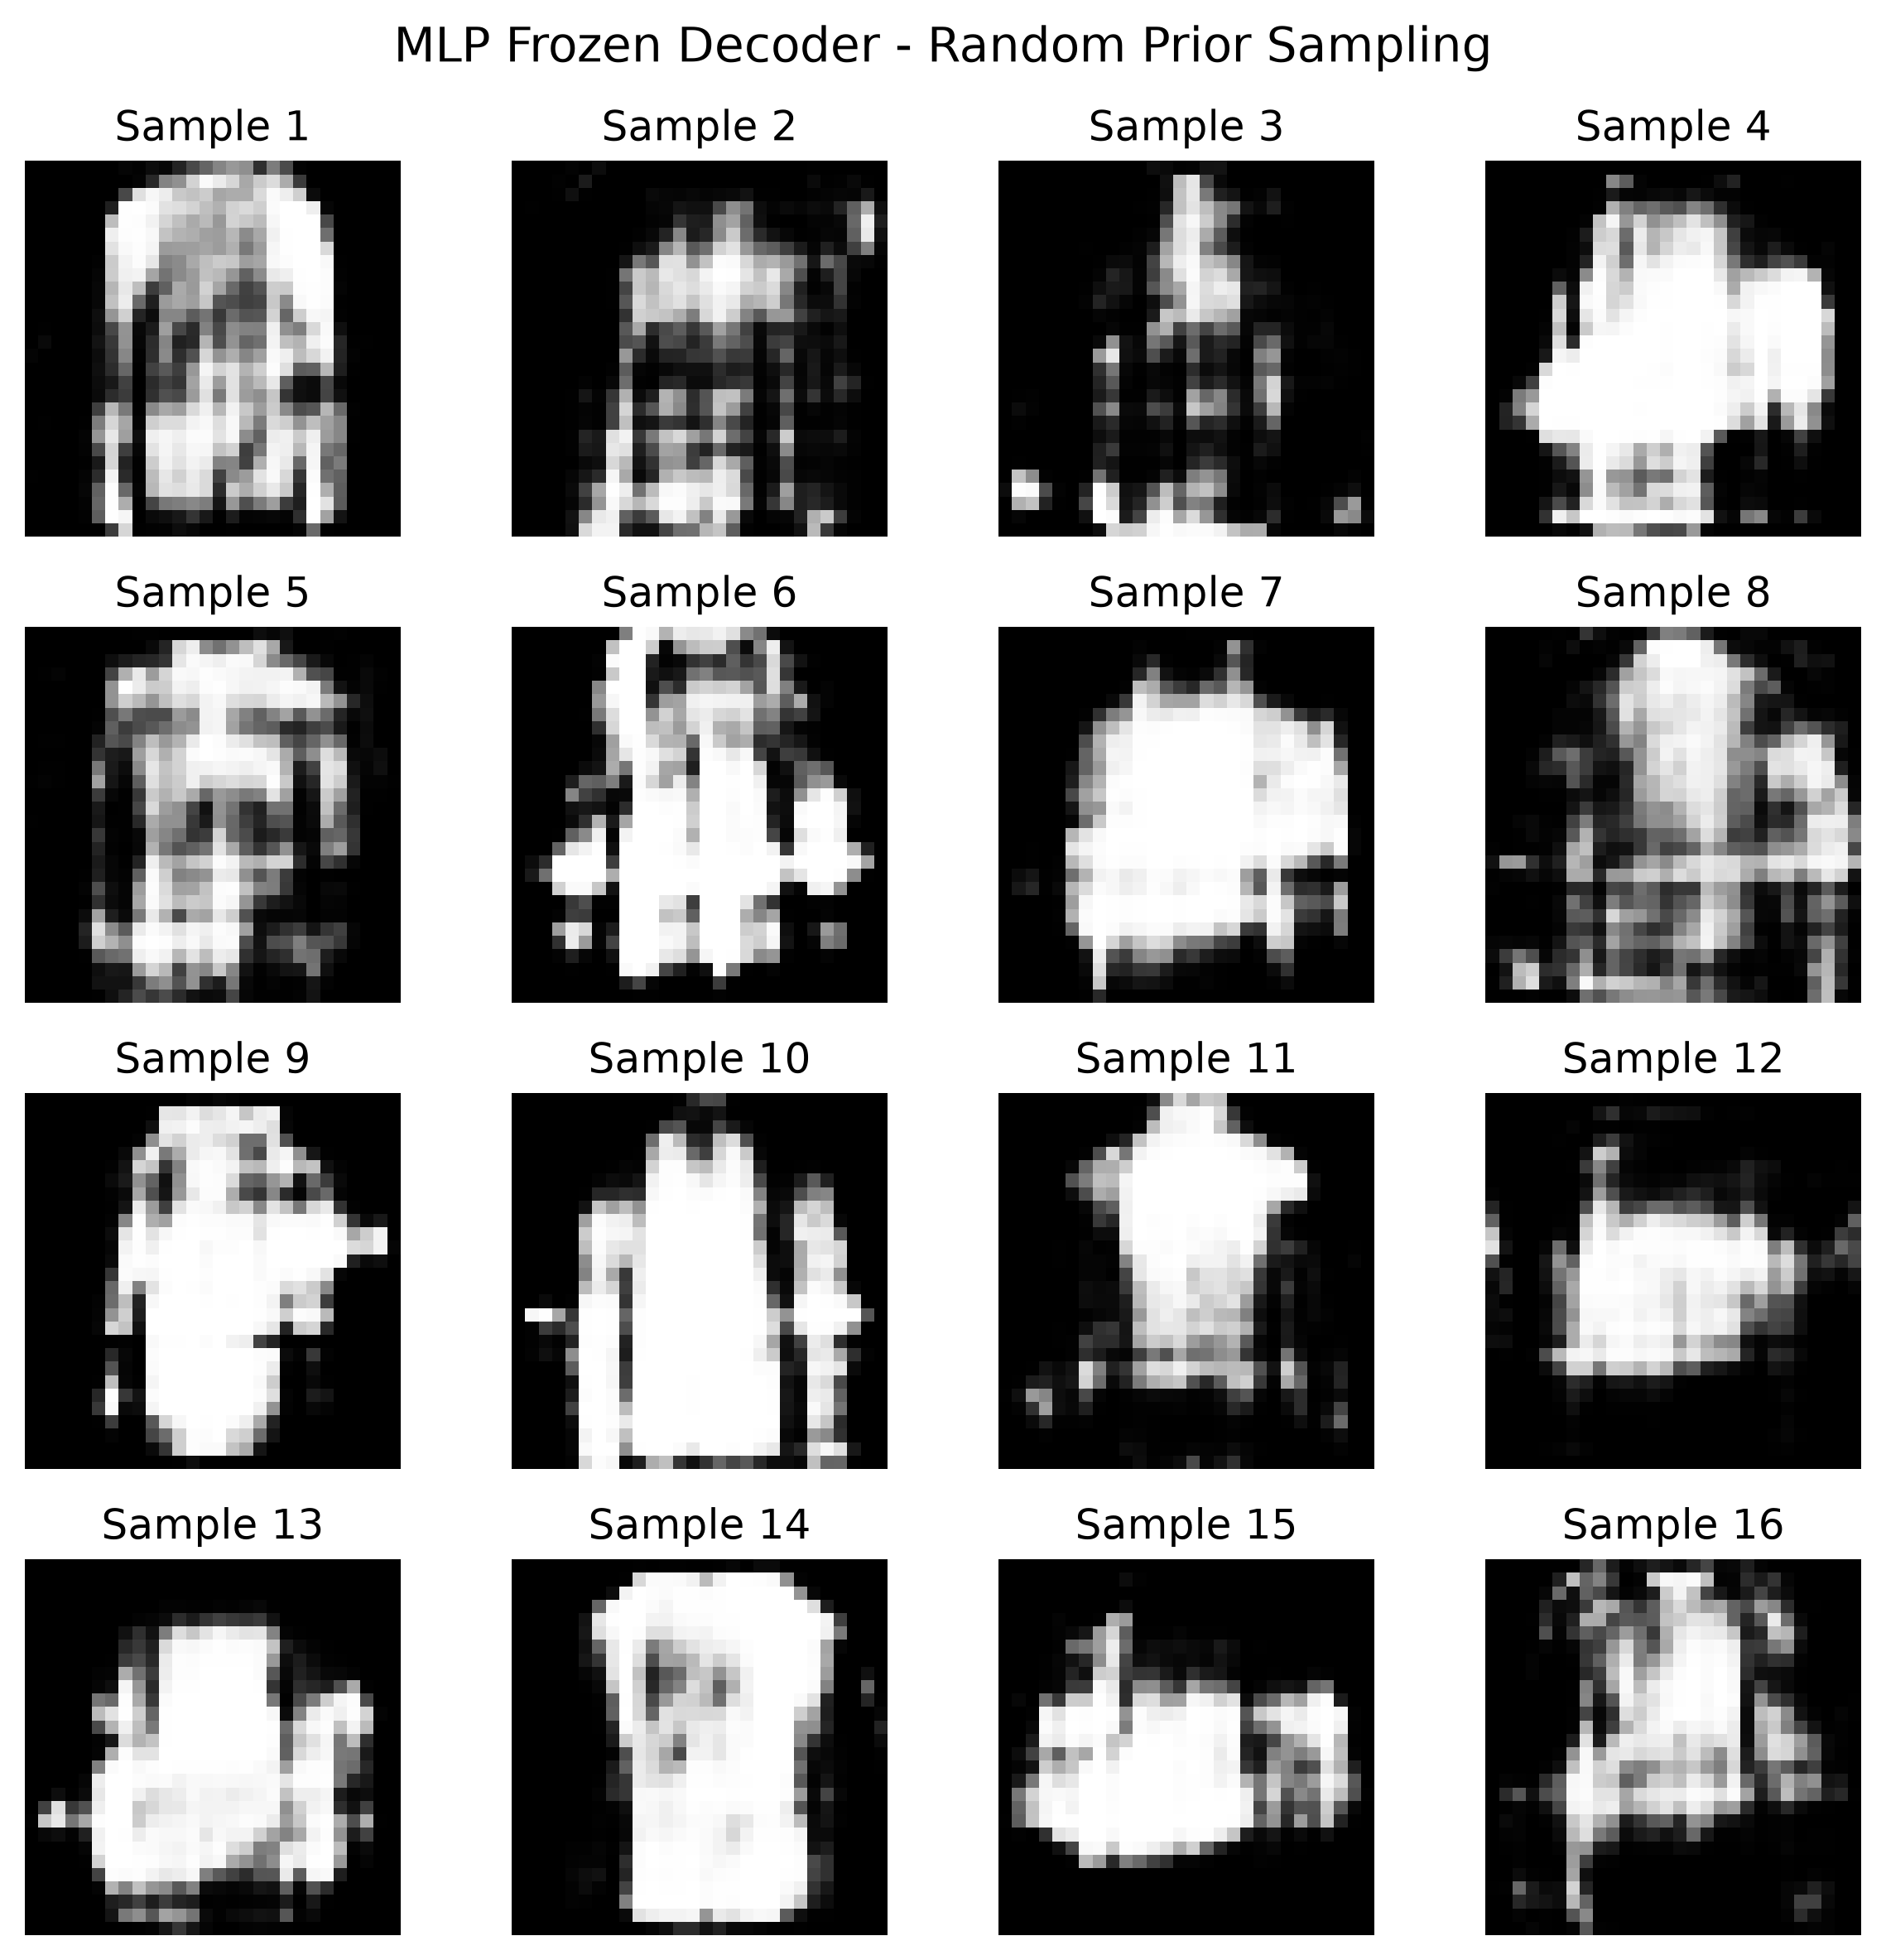 MLP Frozen Decoder - Random Prior Sampling
Sample 1
Sample 2
Sample 3
Sample 4
Sample 5
Sample 6
Sample 7
Sample 8
Sample 9
Sample 10
Sample 11
Sample 12
Sample 13
Sample 14
Sample 15
Sample 16